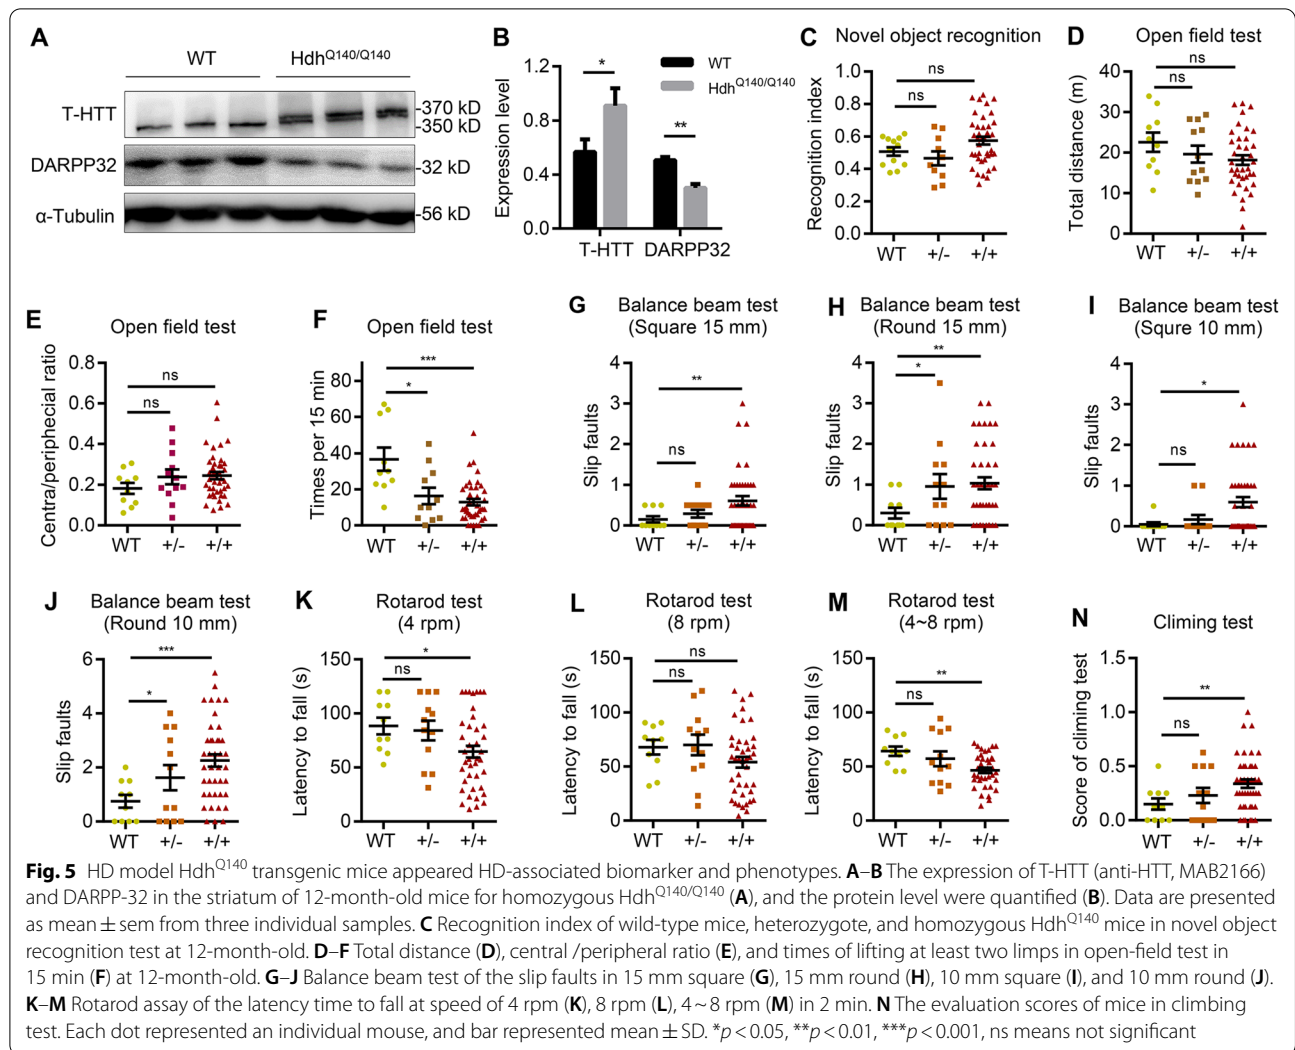 A
WT
Hdh^Q140/Q140
T-HTT
-370 kD
-350 kD
DARPP32
-32 kD
α-Tubulin
-56 kD
B
WT
Hdh^Q140/Q140
Expression level
1.2
0.8
0.4
0.0
*
**
T-HTT DARPP32
C
Novel object recognition
Recognition index
1.0
0.8
0.6
0.4
0.2
0.0
ns
ns
WT +/- +/+
D
Open field test
Total distance (m)
40
30
20
10
0
ns
ns
WT +/- +/+
E
Open field test
Centra/periphecial ratio
0.8
0.6
0.4
0.2
0.0
ns
ns
WT +/- +/+
F
Open field test
Times per 15 min
80
60
40
20
0
***
*
WT +/- +/+
G
Balance beam test
(Square 15 mm)
Slip faults
4
3
2
1
0
**
ns
WT +/- +/+
H
Balance beam test
(Round 15 mm)
Slip faults
4
3
2
1
0
**
*
WT +/- +/+
I
Balance beam test
(Squre 10 mm)
Slip faults
4
3
2
1
0
*
ns
WT +/- +/+
J
Balance beam test
(Round 10 mm)
Slip faults
6
4
2
0
***
*
WT +/- +/+
K
Rotarod test
(4 rpm)
Latency to fall (s)
150
100
50
0
*
ns
WT +/- +/+
L
Rotarod test
(8 rpm)
Latency to fall (s)
150
100
50
0
ns
ns
WT +/- +/+
M
Rotarod test
(4~8 rpm)
Latency to fall (s)
150
100
50
0
**
ns
WT +/- +/+
N
Climing test
Score of climing test
1.5
1.0
0.5
0.0
**
ns
WT +/- +/+
Fig. 5 HD model Hdh^Q140 transgenic mice appeared HD-associated biomarker and phenotypes. A–B The expression of T-HTT (anti-HTT, MAB2166)
and DARPP-32 in the striatum of 12-month-old mice for homozygous Hdh^Q140/Q140 (A), and the protein level were quantified (B). Data are presented
as mean ± sem from three individual samples. C Recognition index of wild-type mice, heterozygote, and homozygous Hdh^Q140 mice in novel object
recognition test at 12-month-old. D–F Total distance (D), central /peripheral ratio (E), and times of lifting at least two limps in open-field test in
15 min (F) at 12-month-old. G–J Balance beam test of the slip faults in 15 mm square (G), 15 mm round (H), 10 mm square (I), and 10 mm round (J).
K–M Rotarod assay of the latency time to fall at speed of 4 rpm (K), 8 rpm (L), 4 ~ 8 rpm (M) in 2 min. N The evaluation scores of mice in climbing
test. Each dot represented an individual mouse, and bar represented mean ± SD. *p < 0.05, **p < 0.01, ***p < 0.001, ns means not significant